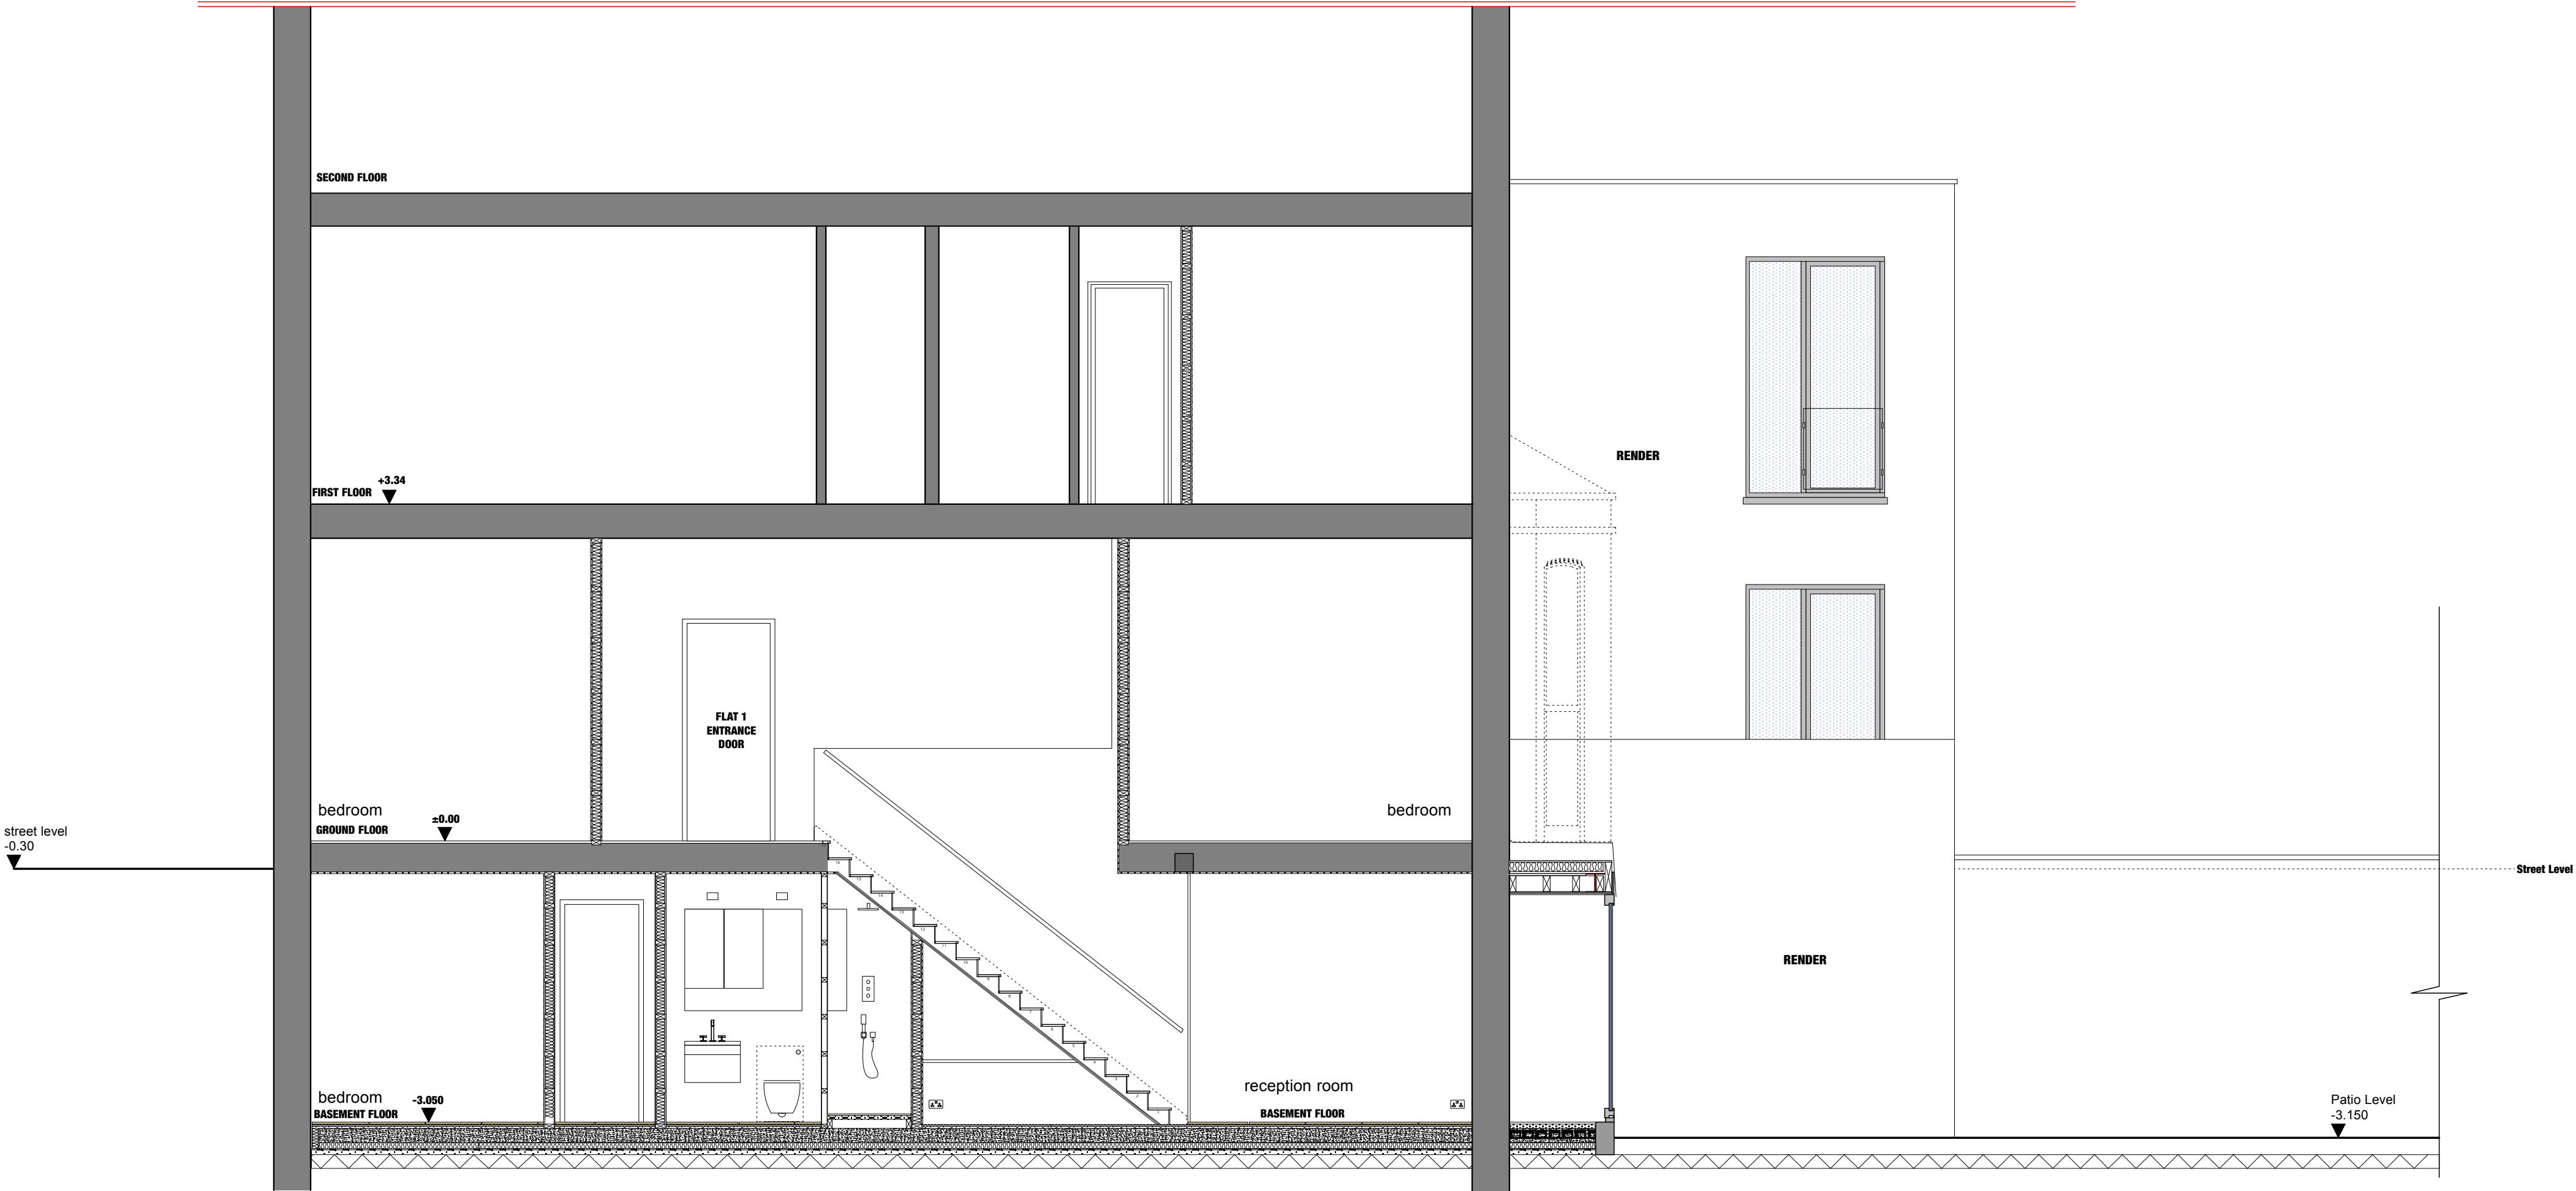 SECOND FLOOR
RENDER
+3.34
FIRST FLOOR
FLAT 1
ENTRANCE
DOOR
bedroom
bedroom
±0.00
GROUND FLOOR
street level
-0.30
Street Level
RENDER
reception room
bedroom
-3.050
BASEMENT FLOOR
BASEMENT FLOOR
Patio Level
-3.150